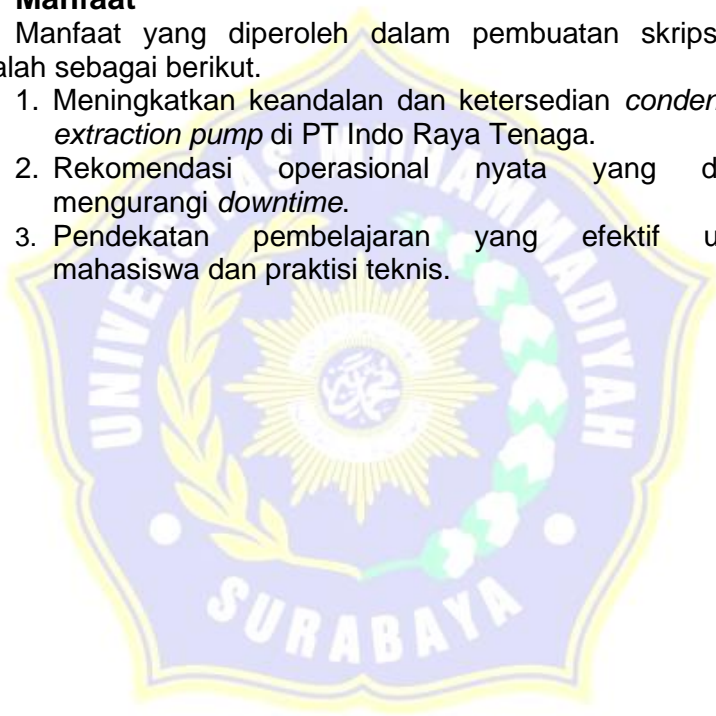 Manfaat
Manfaat yang diperoleh dalam pembuatan skrips
alah sebagai berikut.
1. Meningkatkan keandalan dan ketersedian conden
extraction pump di PT Indo Raya Tenaga.
2. Rekomendasi operasional nyata yang d
mengurangi downtime.
3. Pendekatan pembelajaran yang efektif u
mahasiswa dan praktisi teknis.
UNIVERSITAS MUHAMMADIYAH
SURABAYA